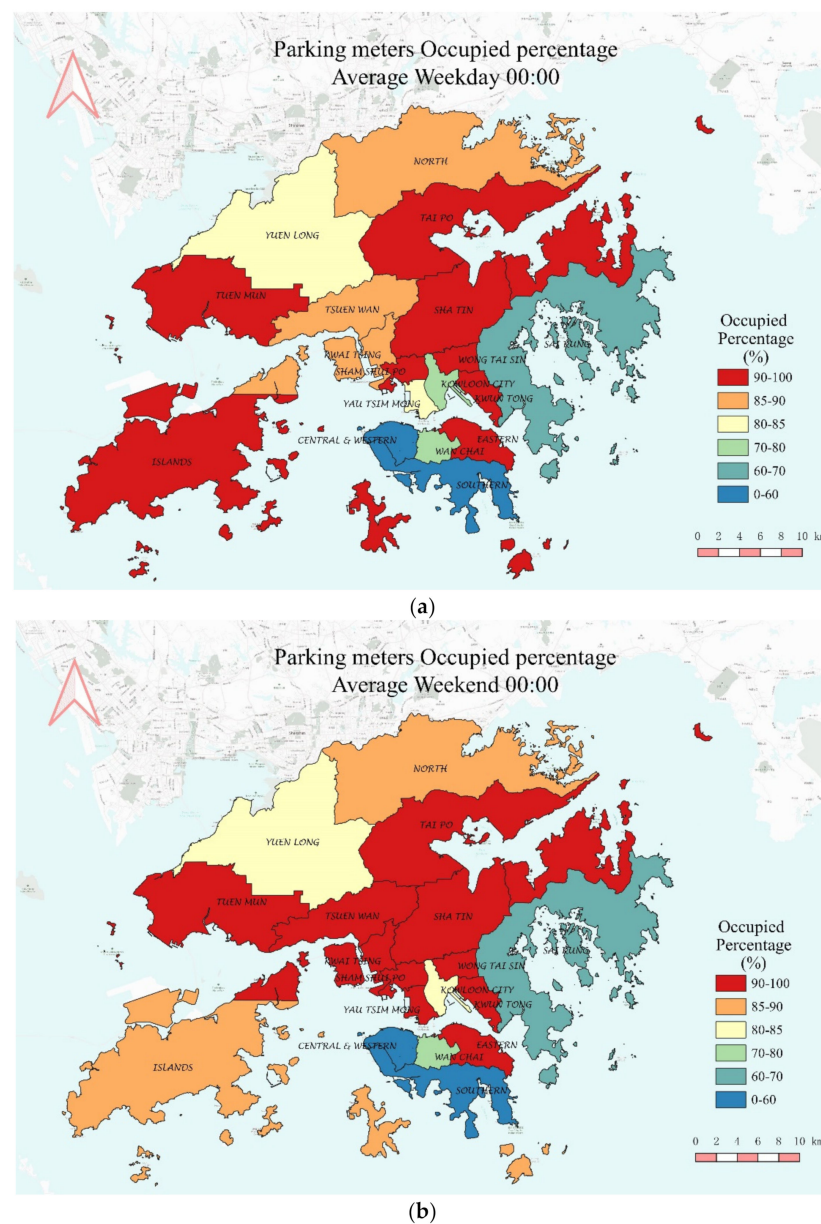 Parking meters Occupied percentage
Average Weekday 00:00
NORTH
TAI PO
YUEN LONG
TUEN MUN
TSUEN WAN
SHA TIN
Occupied
Percentage
(%)
90-100
85-90
80-85
70-80
60-70
0-60
KWAI TSING
SHAM SHUI PO
WONG TAI SIN
SAI KUNG
KOWLOON CITY
YAU TSIM MONG
KWUN TONG
CENTRAL & WESTERN
EASTERN
WAN CHAI
ISLANDS
SOUTHERN
0 2 4 6 8 10 km
(a)
Parking meters Occupied percentage
Average Weekend 00:00
NORTH
TAI PO
YUEN LONG
TUEN MUN
TSUEN WAN
SHA TIN
Occupied
Percentage
(%)
90-100
85-90
80-85
70-80
60-70
0-60
KWAI TSING
SHAM SHUI PO
WONG TAI SIN
SAI KUNG
KOWLOON CITY
YAU TSIM MONG
KWUN TONG
CENTRAL & WESTERN
EASTERN
WAN CHAI
ISLANDS
SOUTHERN
0 2 4 6 8 10 km
(b)